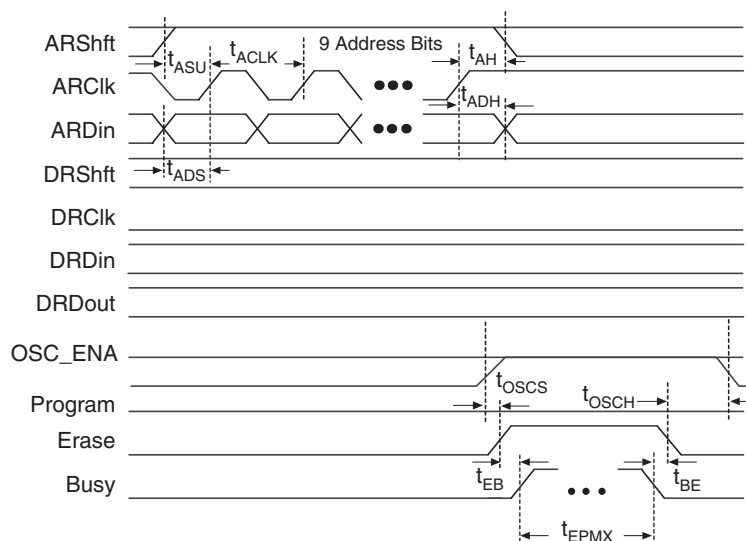 ARShft
9 Address Bits
tASU
tACLK
tAH
ARClk
tADH
ARDin
tADS
DRShft
DRClk
DRDin
DRDout
OSC_ENA
tOSCS
tOSCH
Program
Erase
tEB
tBE
Busy
tEPMX